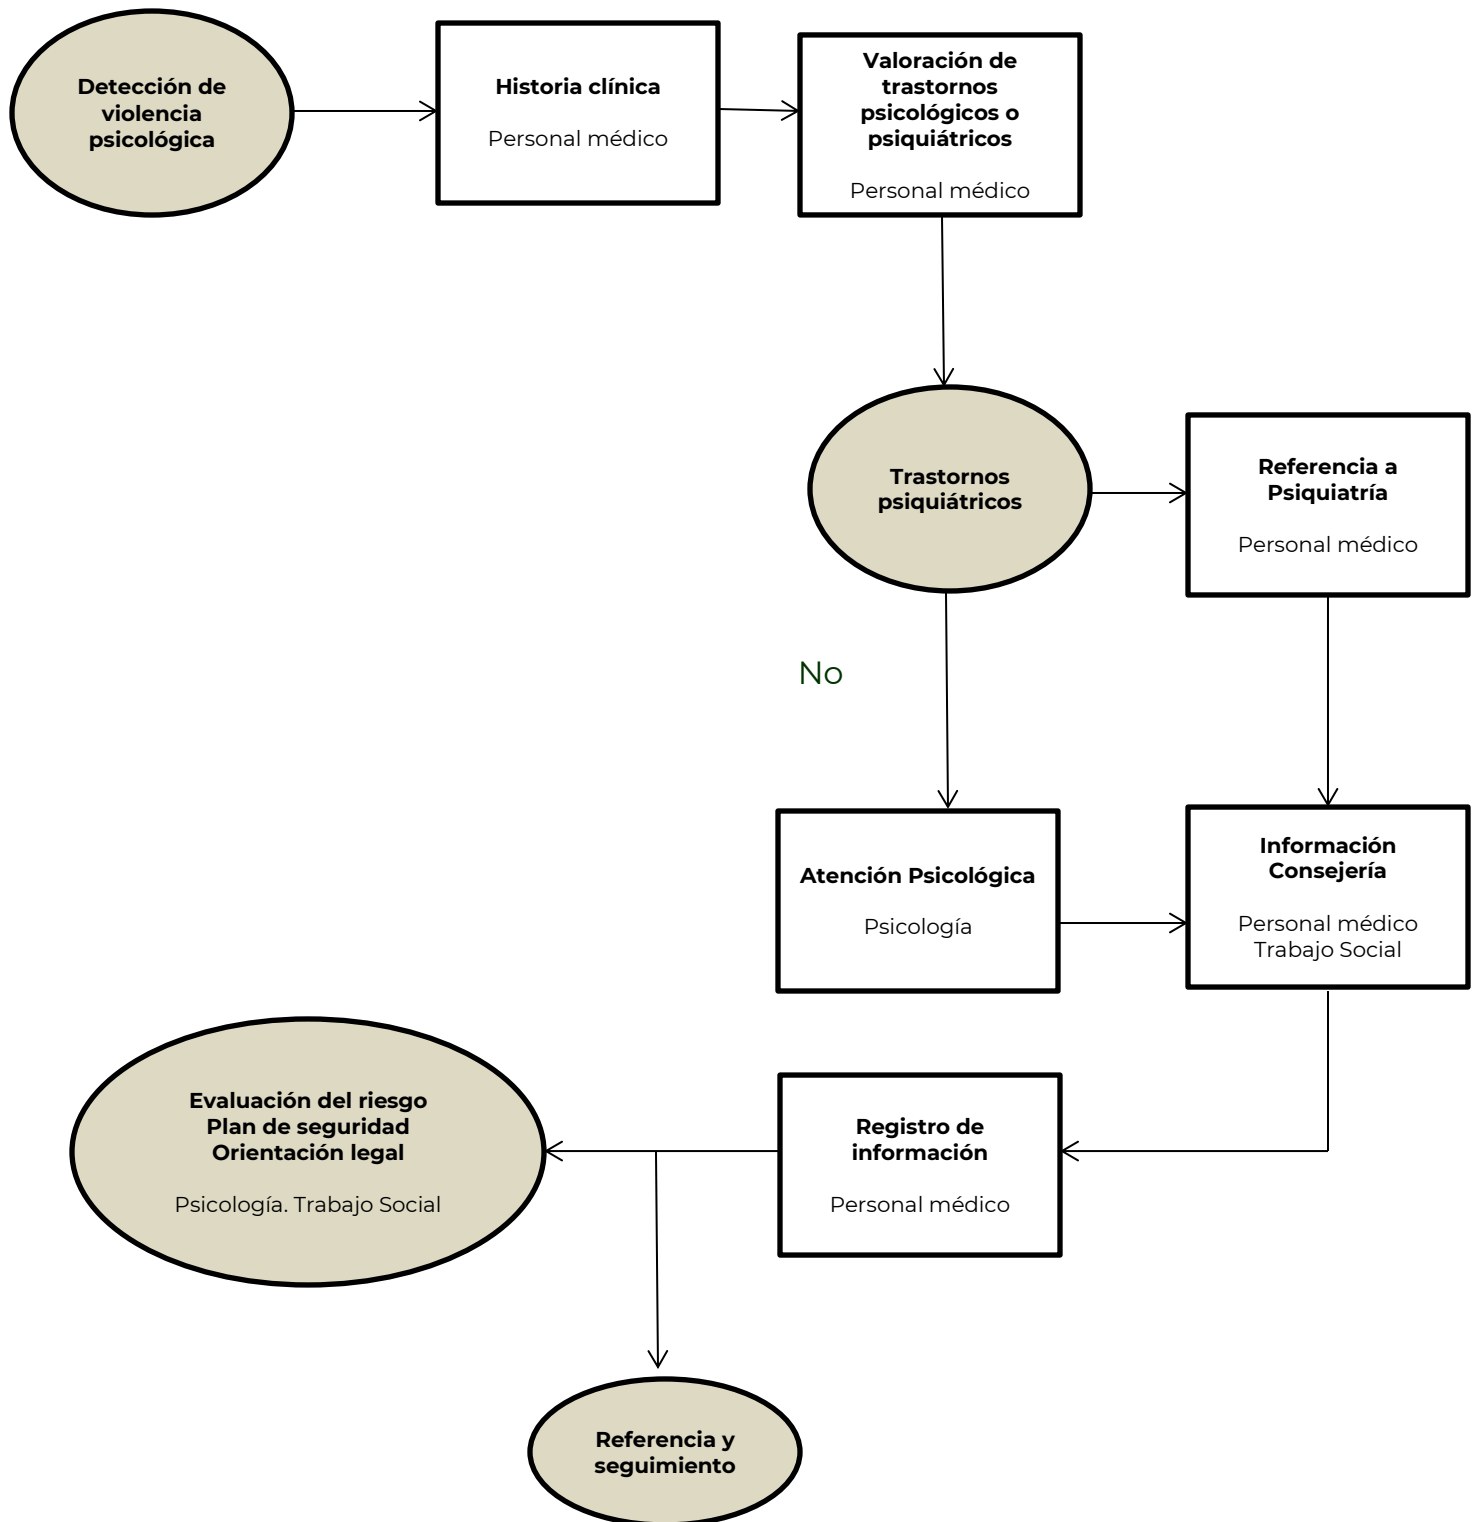 Detección de
violencia
psicológica
Historia clínica
Personal médico
Valoración de
trastornos
psicológicos o
psiquiátricos
Personal médico
Trastornos
psiquiátricos
Referencia a
Psiquiatría
Personal médico
No
Atención Psicológica
Psicología
Información
Consejería
Personal médico
Trabajo Social
Evaluación del riesgo
Plan de seguridad
Orientación legal
Psicología. Trabajo Social
Registro de
información
Personal médico
Referencia y
seguimiento